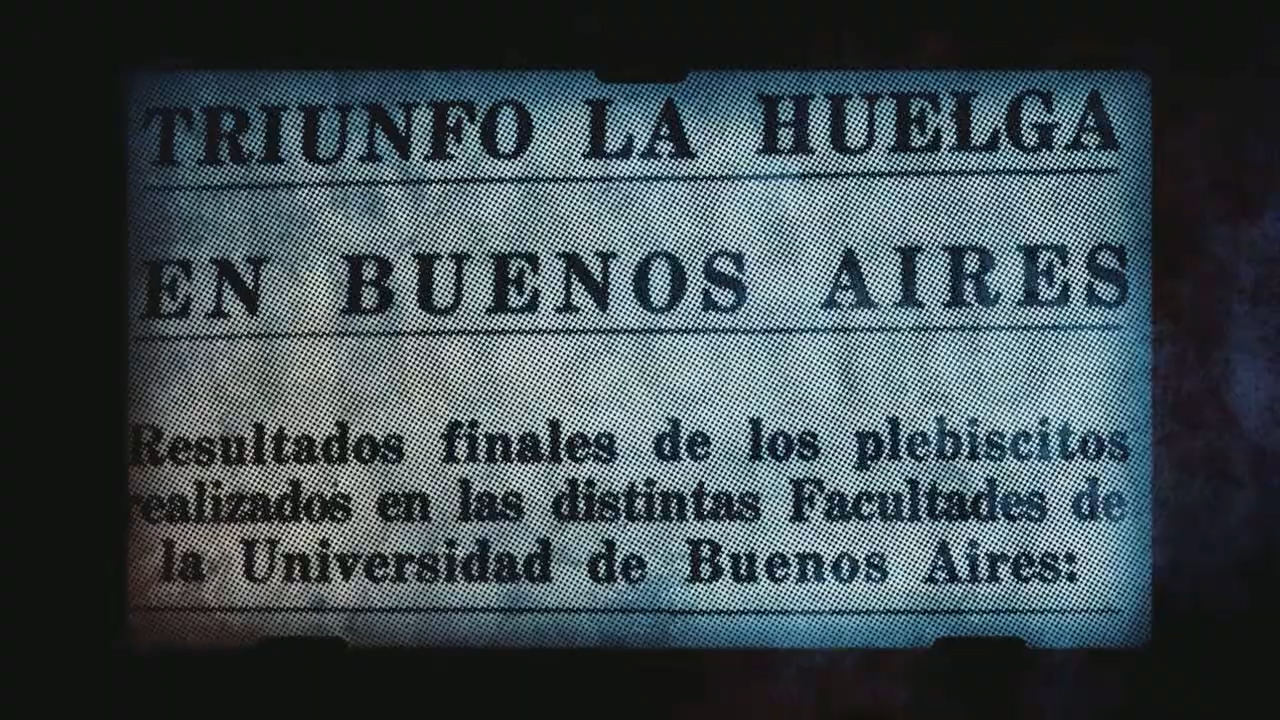 TRIUNFO LA HUELGA
EN BUENOS AIRES
Resultados finales de los plebiscitos
realizados en las distintas Facultades de
la Universidad de Buenos Aires: